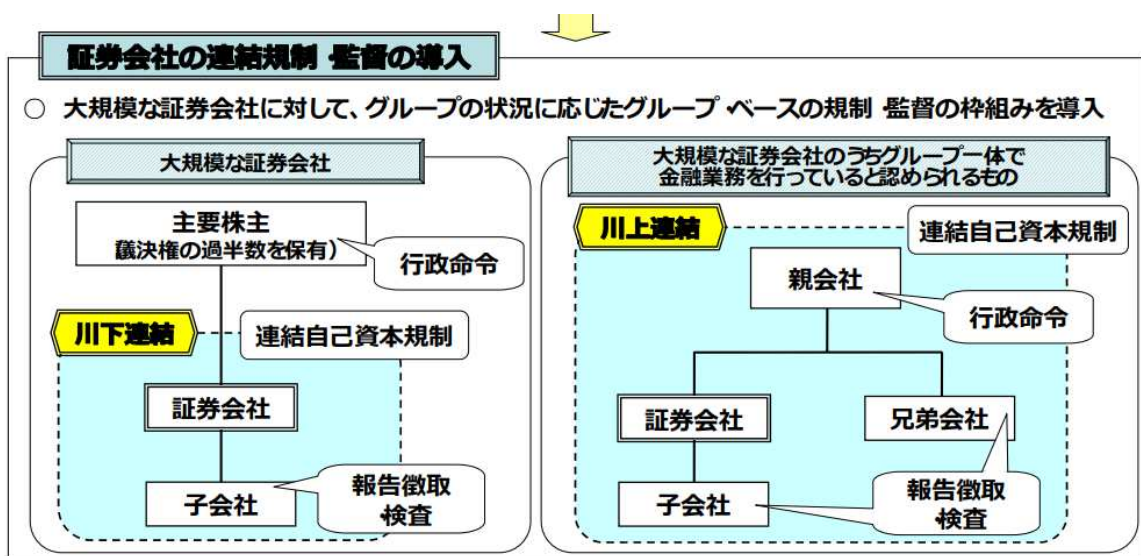 証券会社の連結規制・監督の導入
○ 大規模な証券会社に対して、グループの状況に応じたグループ・ベースの規制・監督の枠組みを導入
大規模な証券会社
主要株主
(議決権の過半数を保有)
行政命令
川下連結
連結自己資本規制
証券会社
子会社
報告徴取
・検査
大規模な証券会社のうちグループ一体で
金融業務を行っていると認められるもの
川上連結
連結自己資本規制
親会社
行政命令
証券会社
兄弟会社
子会社
報告徴取
・検査